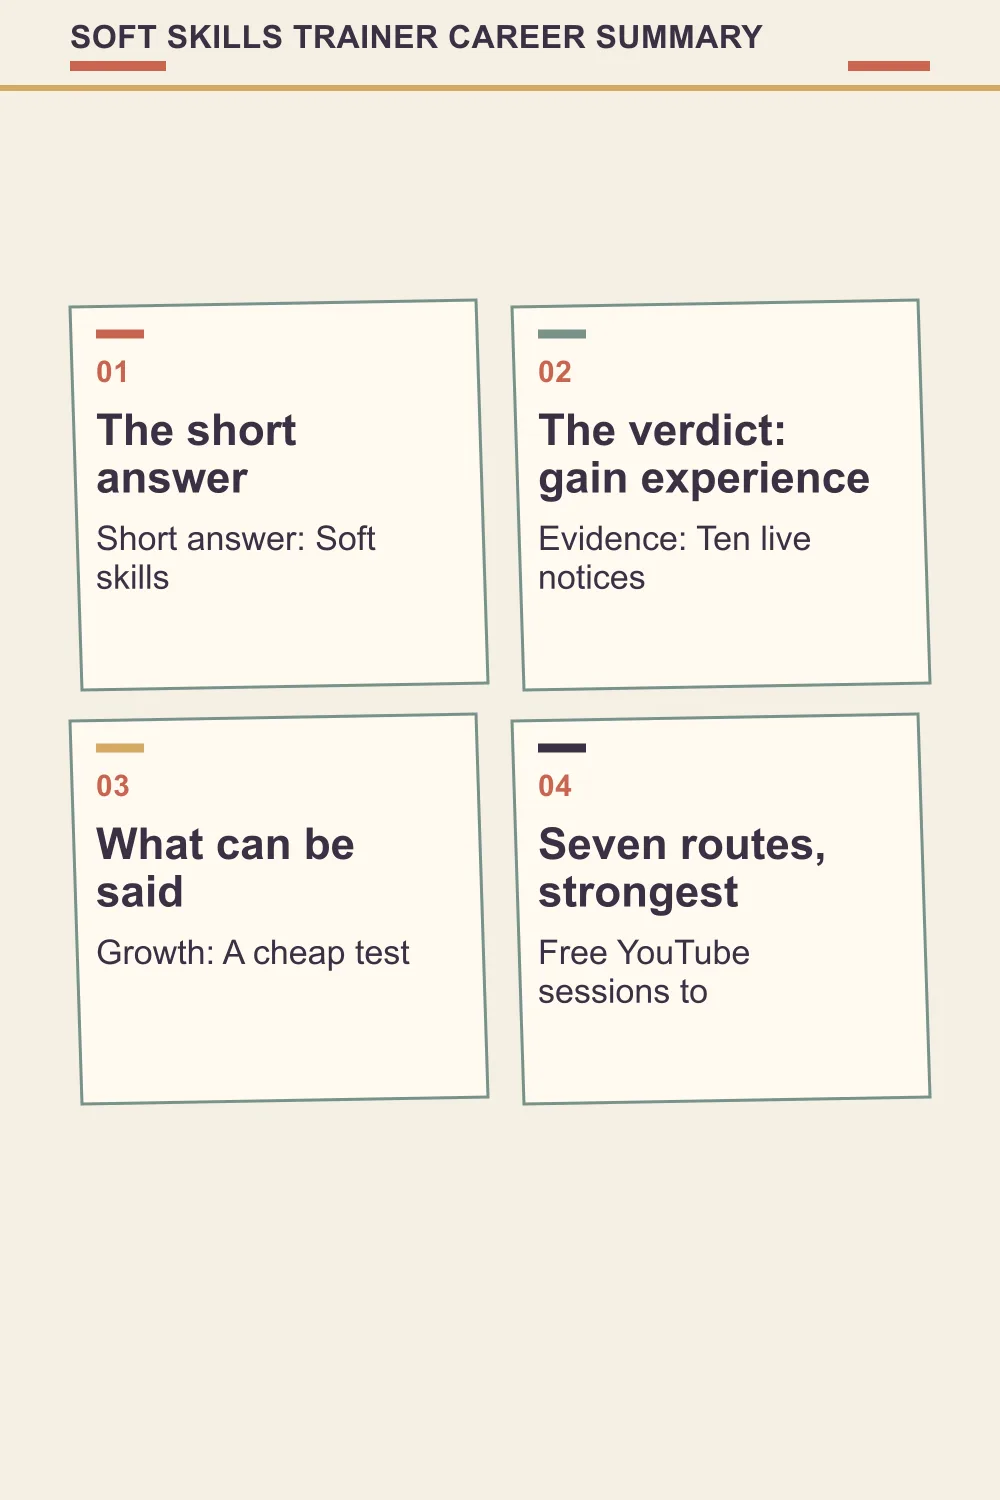 SOFT SKILLS TRAINER CAREER SUMMARY
01
The short
answer
Short answer: Soft
skills
02
The verdict:
gain experience
Evidence: Ten live
notices
03
What can be
said
Growth: A cheap test
04
Seven routes,
strongest
Free YouTube
sessions to